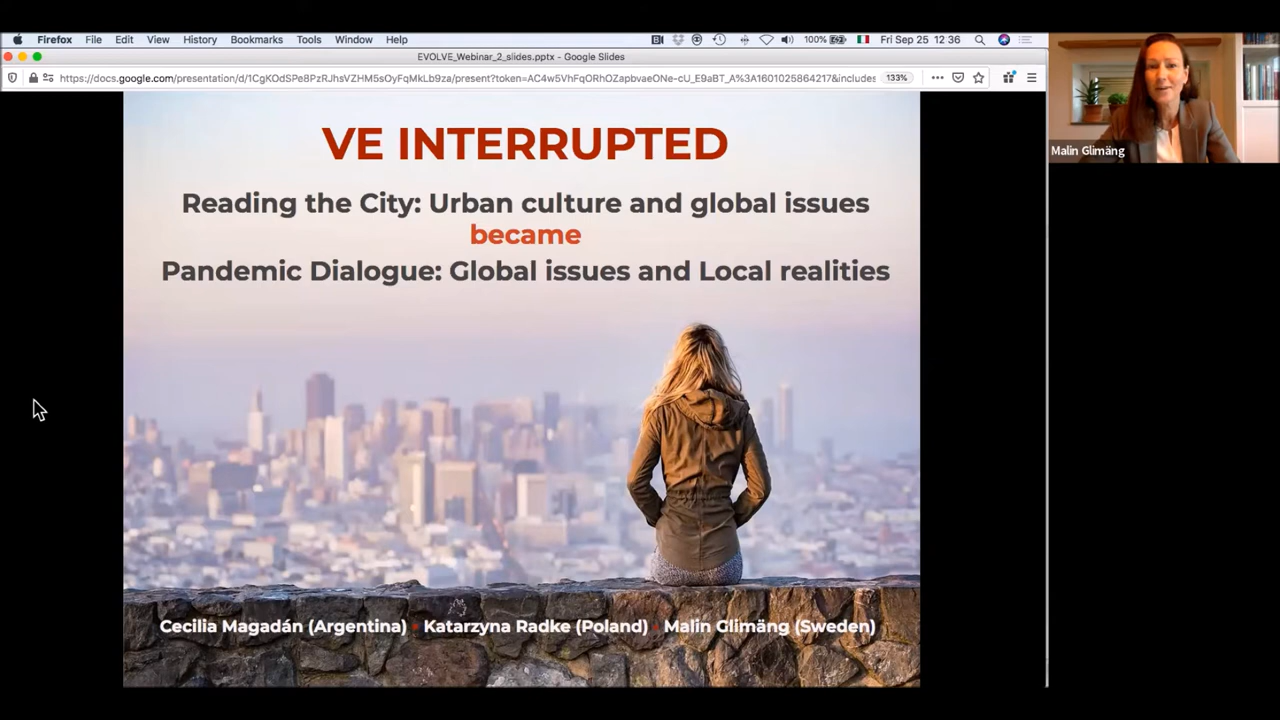 Firefox File Edit View History Bookmarks Tools Window Help 100% Fri Sep 25 12 36
EVOLVE_Webinar_2_slides.pptx - Google Slides
https://docs.google.com/presentation/d/1CgKOdSPe8PzRJhsVZHM5sOyFqMkLb9za/present?token=AC4w5VhFqORhOZapbvaeONe-cU_E9aBT_A%3A1601025864217&includes 133%
Malin Glimäng
VE INTERRUPTED
Reading the City: Urban culture and global issues
became
Pandemic Dialogue: Global issues and Local realities
Cecilia Magadán (Argentina) • Katarzyna Radke (Poland) • Malin Glimäng (Sweden)